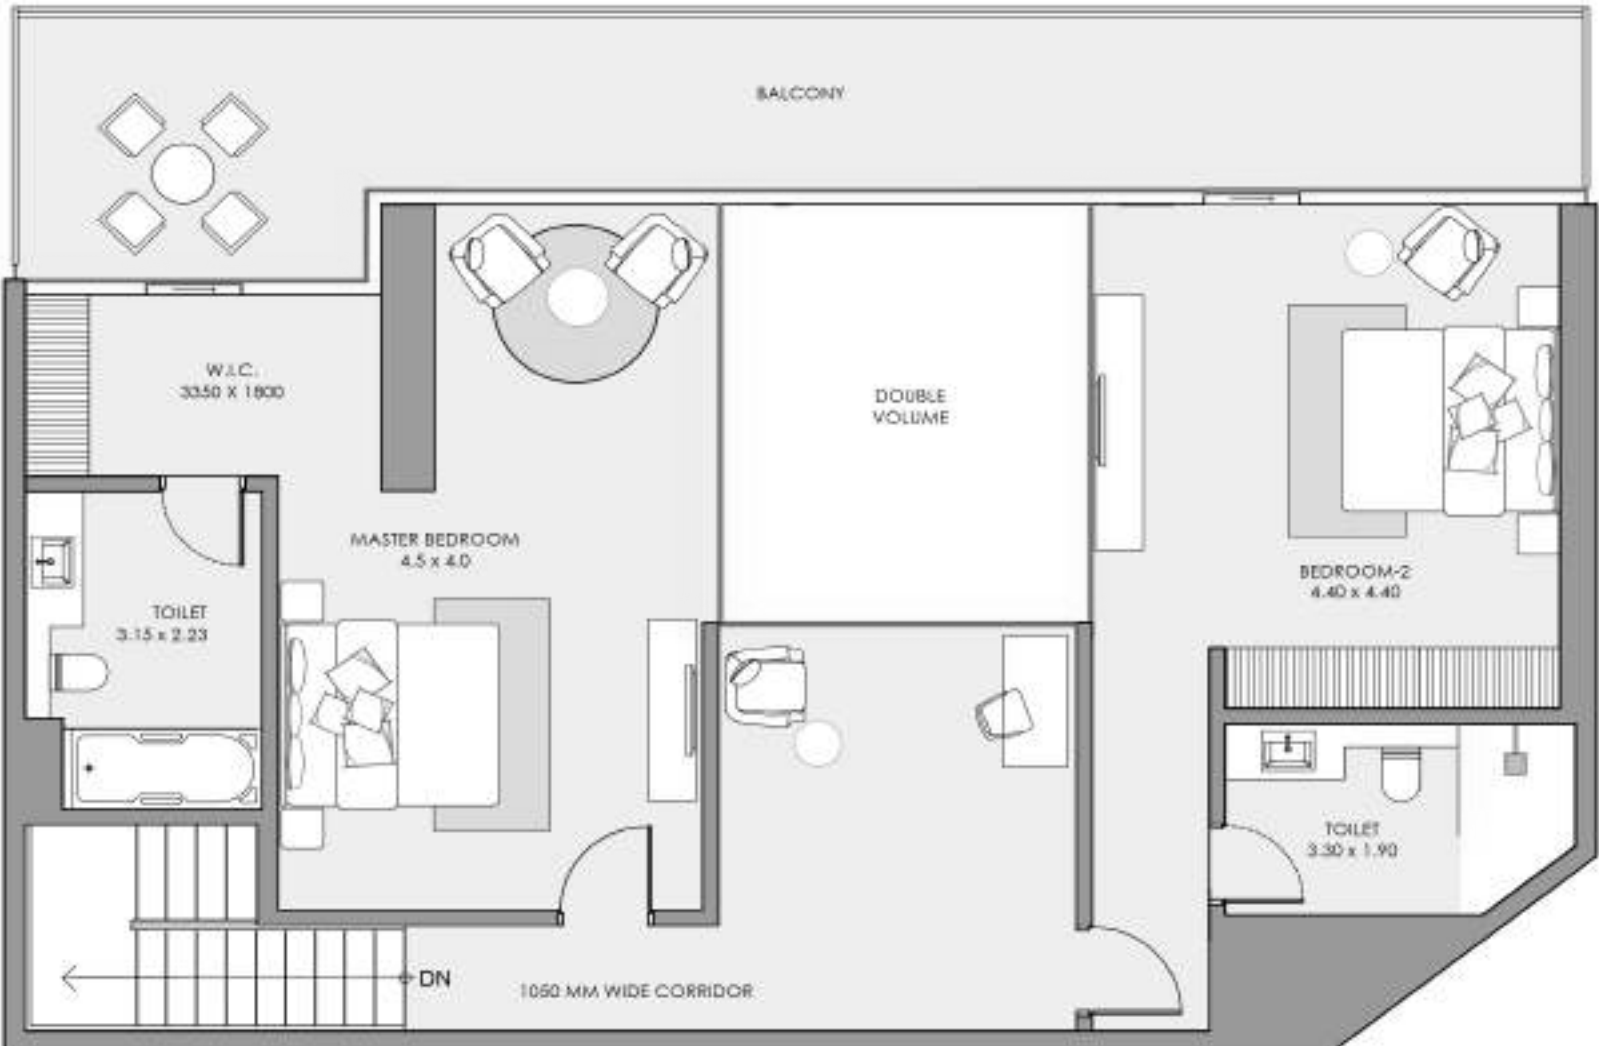 BALCONY
W.I.C.
3350 X 1800
DOUBLE
VOLUME
MASTER BEDROOM
4.5 x 4.0
BEDROOM-2
4.40 x 4.40
TOILET
3.15 x 2.23
TOILET
3.30 x 1.90
DN
1050 MM WIDE CORRIDOR